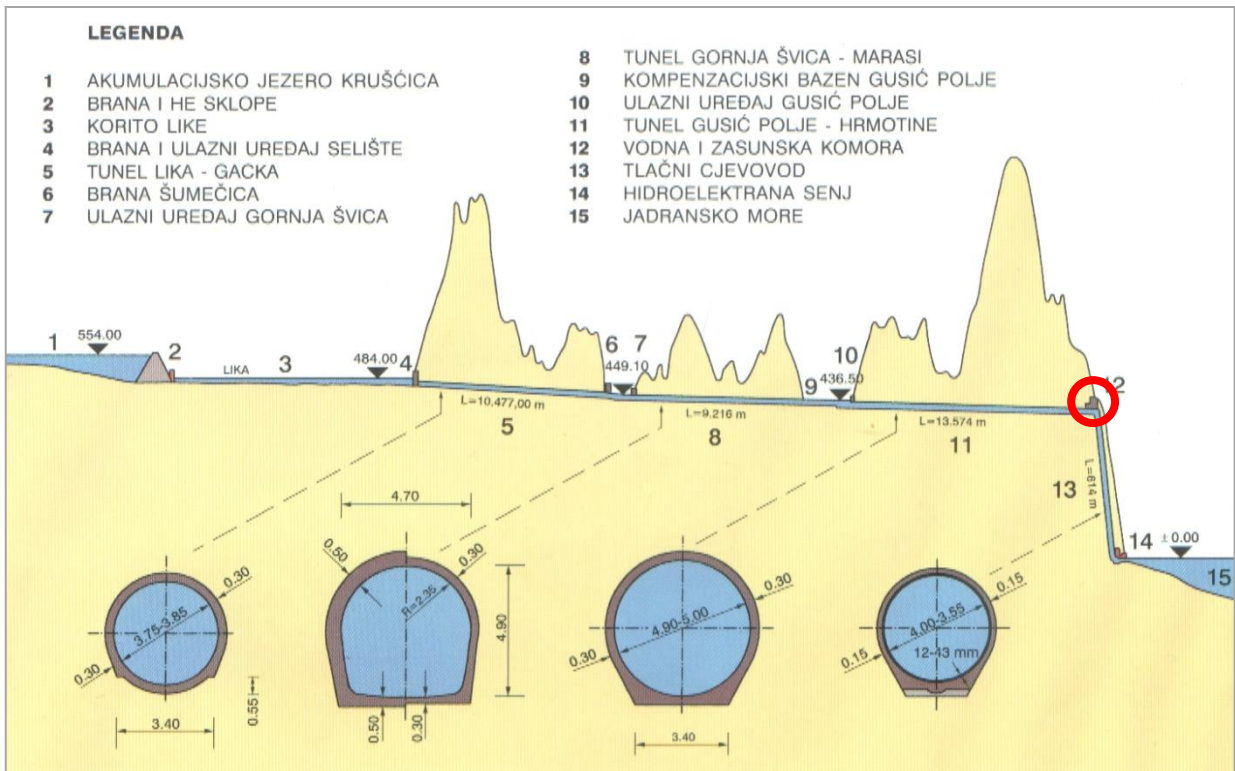 LEGENDA
1 AKUMULACIJSKO JEZERO KRUŠĆICA
2 BRANA I HE SKLOPE
3 KORITO LIKE
4 BRANA I ULAZNI UREĐAJ SELIŠTE
5 TUNEL LIKA - GACKA
6 BRANA ŠUMEČICA
7 ULAZNI UREĐAJ GORNJA ŠVICA
8 TUNEL GORNJA ŠVICA - MARASI
9 KOMPENZACIJSKI BAZEN GUSIĆ POLJE
10 ULAZNI UREĐAJ GUSIĆ POLJE
11 TUNEL GUSIĆ POLJE - HRMOTINE
12 VODNA I ZASUNSKA KOMORA
13 TLAČNI CJEVOVOD
14 HIDROELEKTRANA SENJ
15 JADRANSKO MORE
1
554.00
2
LIKA
3
484.00
4
6 7
449.10
10
9
436.50
12
L=10.477,00 m
5
L=9.216 m
8
L=13.574 m
11
13
L=614 m
14
± 0.00
15
0.30
3.75-3.85
0.30
0.55
3.40
4.70
0.50
0.30
R=2.35
4.90
0.50
0.30
0.30
4.90-5.00
0.30
3.40
0.15
4.00-3.55
0.15
12-43 mm